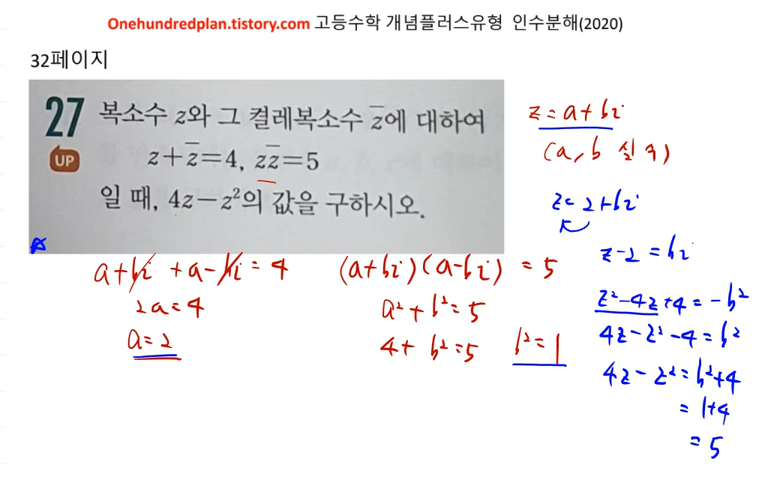 Onehundredplan.tistory.com 고등수학 개념플러스유형 인수분해(2020)
32페이지
27 복소수 z와 그 켤레복소수 z̄에 대하여
UP
z+z̄=4, zz̄=5
일 때, 4z−z²의 값을 구하시오.
z=a+bi
(a, b 실수)
a+bi+a-bi=4
2a=4
a=2
(a+bi)(a-bi)=5
a²+b²=5
4+b²=5
b²=1
z=2+bi
z-2=bi
z²-4z+4=-b²
4z-z²-4=b²
4z-z²=b²+4
=1+4
=5